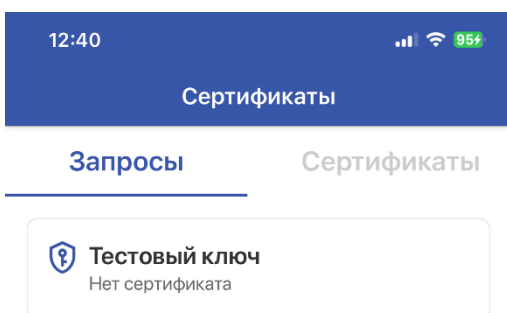 12:40 95
Сертификаты
Запросы Сертификаты
Тестовый ключ
Нет сертификата